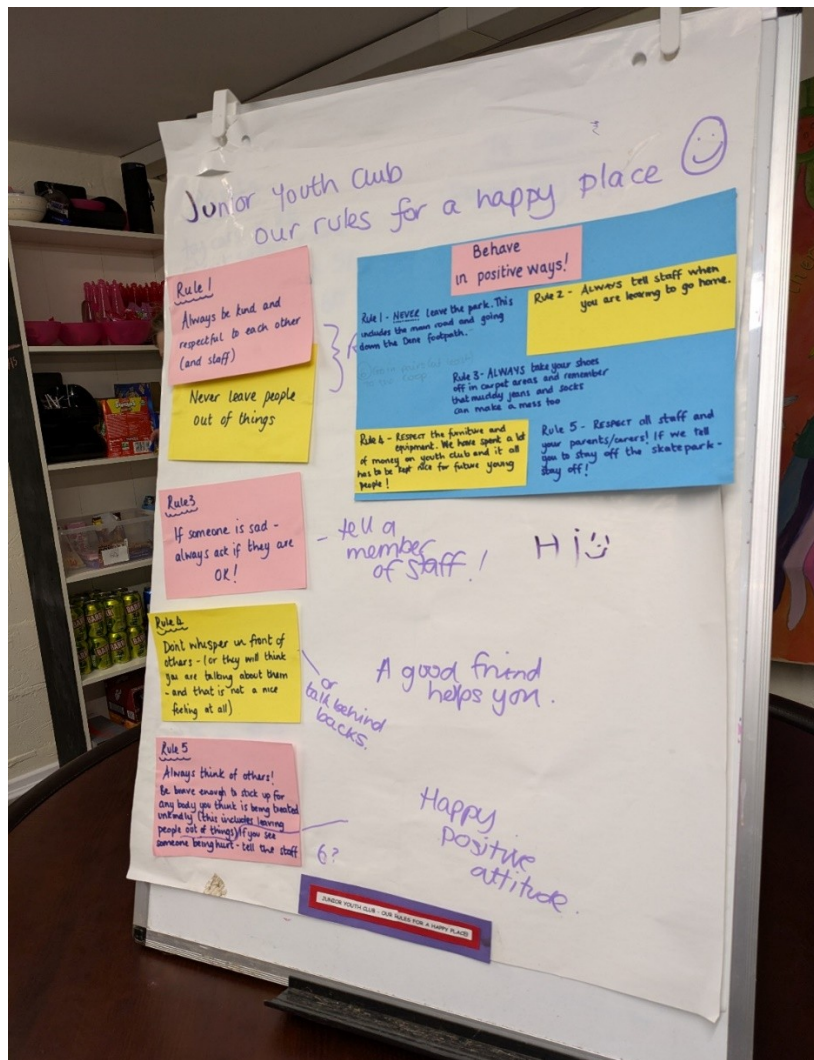 Junior Youth Club
our rules for a happy place
Rule 1
Always be kind and
respectful to each other
(and staff)
Never leave people
out of things
Rule3
If someone is sad -
always ask if they are
OK!
- tell a
member
of staff!
Rule 4
Dont whisper in front of
others - (or they will think
you are talking about them
- and that is not a nice
feeling at all)
or
talk behind
backs.
Rule 5
Always think of others!
Be brave enough to stick up for
any body you think is being treated
unkindly (this includes leaving
people out of things) If you see
someone being hurt - tell the staff
6?
Behave
in positive ways!
Rule 1 - NEVER leave the park. This
includes the main road and going
down the Dane footpath.
Rule 2 - ALWAYS tell staff when
you are leaving to go home.
Rule 3 - ALWAYS take your shoes
off in carpet areas and remember
that muddy jeans and socks
can make a mess too
Rule 4 - RESPECT the furniture and
equipment. We have spent a lot
of money on youth club and it all
has to be kept nice for future young
people!
Rule 5 - RESPECT all staff and
your parents/carers! If we tell
you to stay off the skatepark -
stay off!
Hi
A good friend
helps you.
Happy
positive
attitude.
JUNIOR YOUTH CLUB - OUR RULES FOR A HAPPY PLACE!